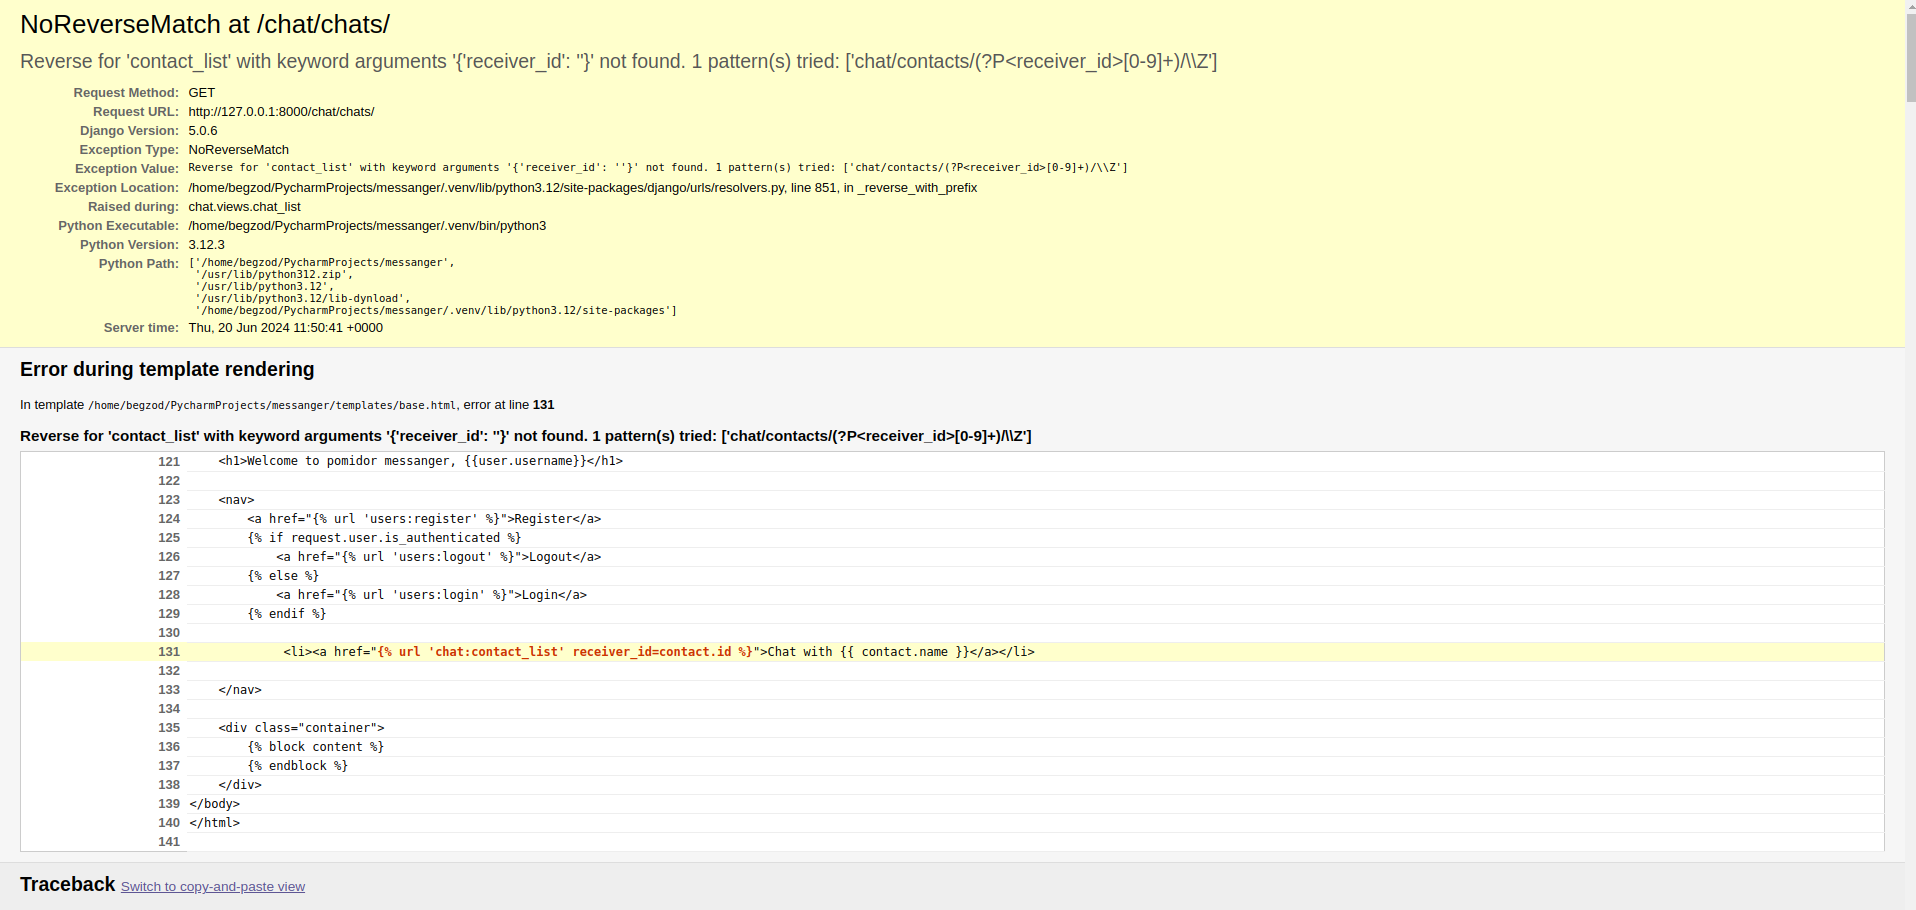 NoReverseMatch at /chat/chats/
Reverse for 'contact_list' with keyword arguments '{'receiver_id': ''}' not found. 1 pattern(s) tried: ['chat/contacts/(?P<receiver_id>[0-9]+)/\\Z']
Request Method: GET
Request URL: http://127.0.0.1:8000/chat/chats/
Django Version: 5.0.6
Exception Type: NoReverseMatch
Exception Value: Reverse for 'contact_list' with keyword arguments '{'receiver_id': ''}' not found. 1 pattern(s) tried: ['chat/contacts/(?P<receiver_id>[0-9]+)/\\Z']
Exception Location: /home/begzod/PycharmProjects/messanger/.venv/lib/python3.12/site-packages/django/urls/resolvers.py, line 851, in _reverse_with_prefix
Raised during: chat.views.chat_list
Python Executable: /home/begzod/PycharmProjects/messanger/.venv/bin/python3
Python Version: 3.12.3
Python Path: ['/home/begzod/PycharmProjects/messanger',
'/usr/lib/python312.zip',
'/usr/lib/python3.12',
'/usr/lib/python3.12/lib-dynload',
'/home/begzod/PycharmProjects/messanger/.venv/lib/python3.12/site-packages']
Server time: Thu, 20 Jun 2024 11:50:41 +0000
Error during template rendering
In template /home/begzod/PycharmProjects/messanger/templates/base.html, error at line 131
Reverse for 'contact_list' with keyword arguments '{'receiver_id': ''}' not found. 1 pattern(s) tried: ['chat/contacts/(?P<receiver_id>[0-9]+)/\\Z']
121 <h1>Welcome to pomidor messanger, {{user.username}}</h1>
122
123 <nav>
124 <a href="{% url 'users:register' %}">Register</a>
125 {% if request.user.is_authenticated %}
126 <a href="{% url 'users:logout' %}">Logout</a>
127 {% else %}
128 <a href="{% url 'users:login' %}">Login</a>
129 {% endif %}
130
131 <li><a href="{% url 'chat:contact_list' receiver_id=contact.id %}">Chat with {{ contact.name }}</a></li>
132
133 </nav>
134
135 <div class="container">
136 {% block content %}
137 {% endblock %}
138 </div>
139 </body>
140 </html>
141
Traceback Switch to copy-and-paste view